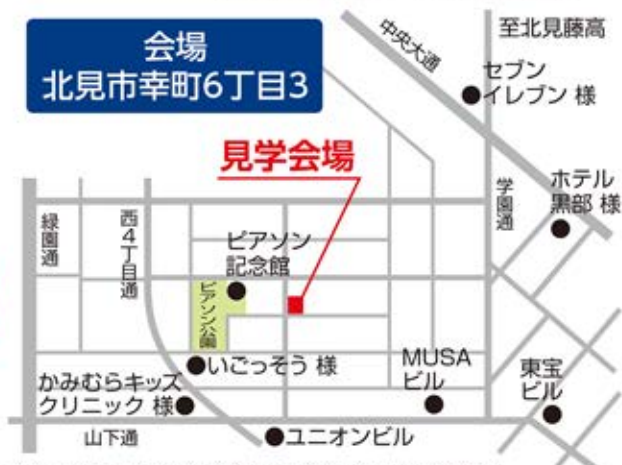 会場
北見市幸町6丁目3
中央大通
至北見藤高
セブン
イレブン 様
見学会場
学園通
ホテル
黒部 様
緑園通
西4丁目通
ピアソン
記念館
ピアソン公園
いごっそう 様
MUSA
ビル
東宝
ビル
かみむらキッズ
クリニック 様
山下通
ユニオンビル